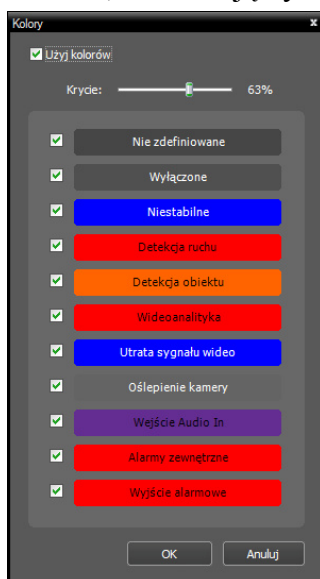 Kolory x
Użyj kolorów
Krycie: 63%
Nie zdefiniowane
Wyłączone
Niestabilne
Detekcja ruchu
Detekcja obiektu
Wideoanalityka
Utrata sygnału wideo
Oślepienie kamery
Wejście Audio In
Alarmy zewnętrzne
Wyjście alarmowe
OK Anuluj